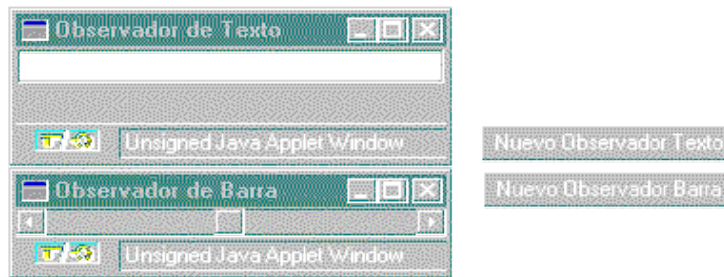 Observador de Texto
Unsigned Java Applet Window
Nuevo Observador Texto
Observador de Barra
Nuevo Observador Barra
Unsigned Java Applet Window